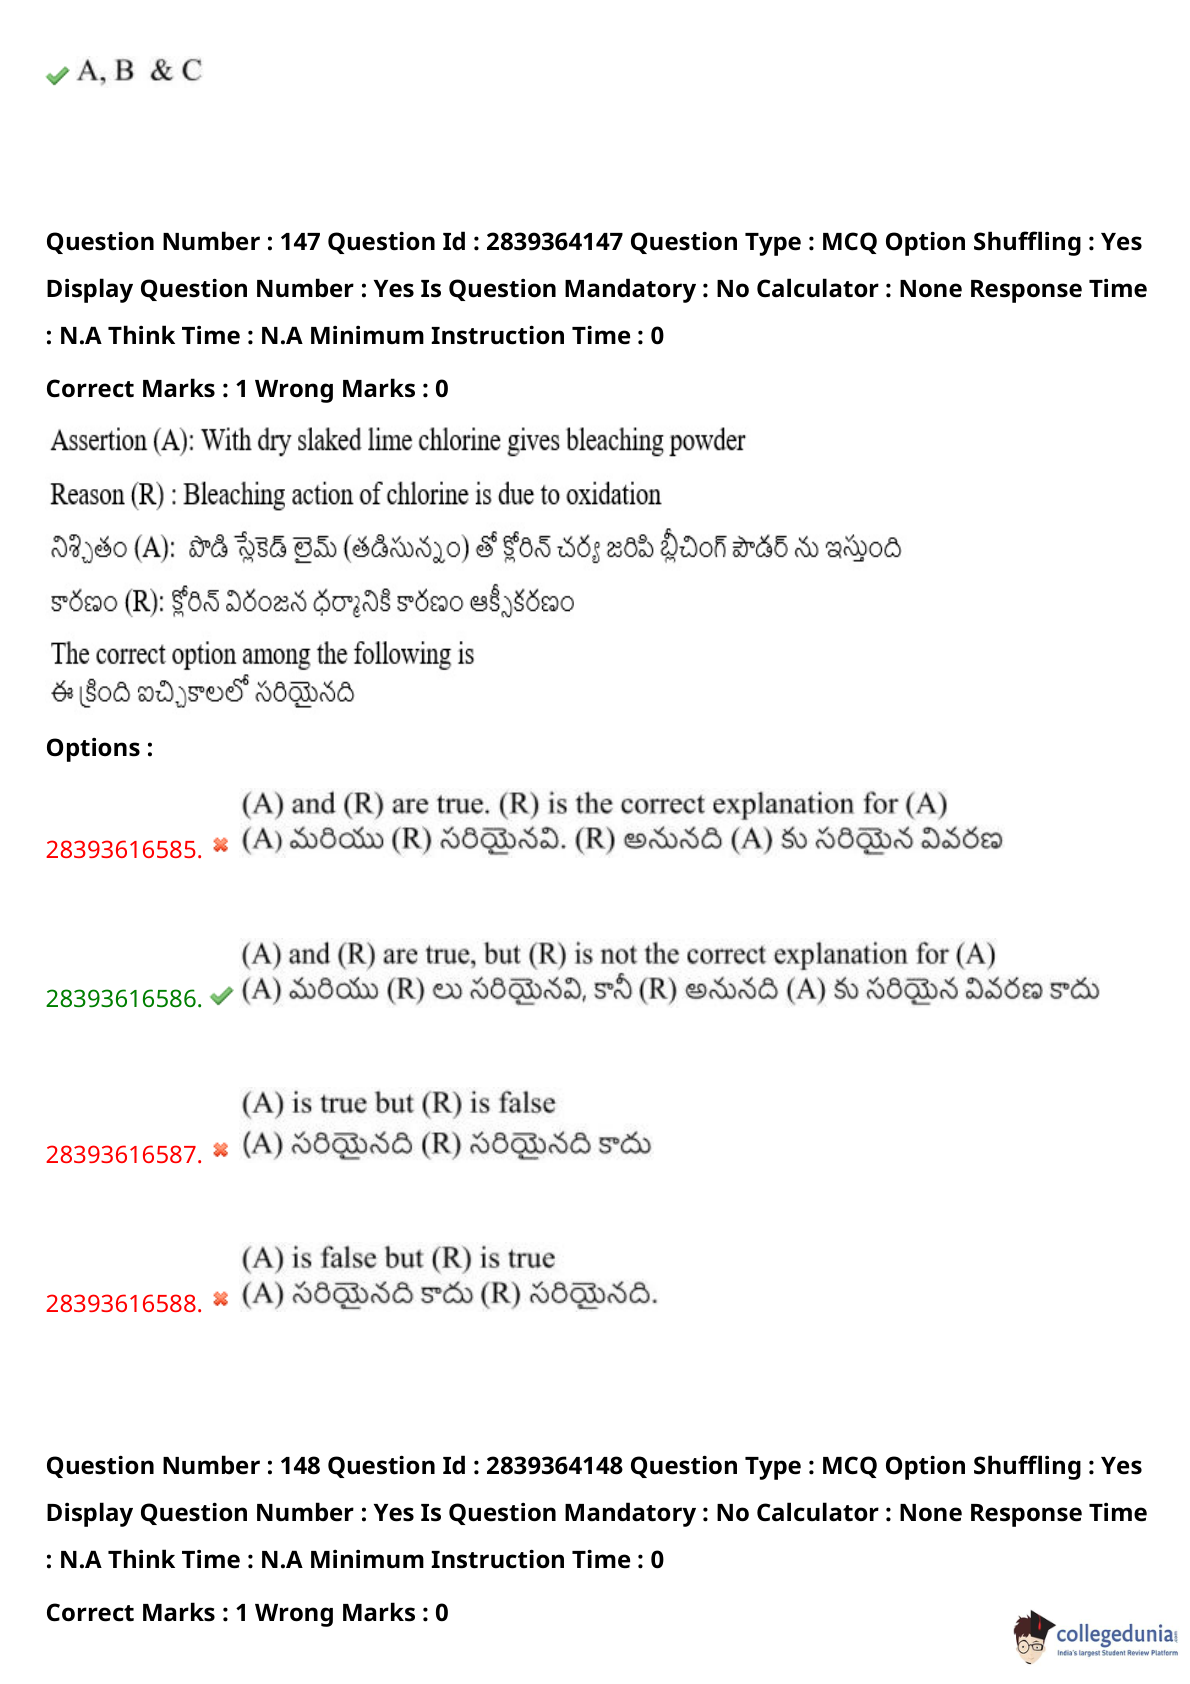 A, B & C
Question Number : 147 Question Id : 2839364147 Question Type : MCQ Option Shuffling : Yes
Display Question Number : Yes Is Question Mandatory : No Calculator : None Response Time
: N.A Think Time : N.A Minimum Instruction Time : 0
Correct Marks : 1 Wrong Marks : 0
Assertion (A): With dry slaked lime chlorine gives bleaching powder
Reason (R) : Bleaching action of chlorine is due to oxidation
నిశ్చితం (A): పొడి స్లేకెడ్ లైమ్ (తడిసున్నం) తో క్లోరిన్ చర్య జరిపి బ్లీచింగ్ పౌడర్ ను ఇస్తుంది
కారణం (R): క్లోరిన్ విరంజన ధర్మానికి కారణం ఆక్సీకరణం
The correct option among the following is
ఈ క్రింది ఐచ్చికాలలో సరియైనది
Options :
(A) and (R) are true. (R) is the correct explanation for (A)
28393616585. (A) మరియు (R) సరియైనవి. (R) అనునది (A) కు సరియైన వివరణ
(A) and (R) are true, but (R) is not the correct explanation for (A)
28393616586. (A) మరియు (R) లు సరియైనవి, కానీ (R) అనునది (A) కు సరియైన వివరణ కాదు
(A) is true but (R) is false
28393616587. (A) సరియైనది (R) సరియైనది కాదు
(A) is false but (R) is true
28393616588. (A) సరియైనది కాదు (R) సరియైనది.
Question Number : 148 Question Id : 2839364148 Question Type : MCQ Option Shuffling : Yes
Display Question Number : Yes Is Question Mandatory : No Calculator : None Response Time
: N.A Think Time : N.A Minimum Instruction Time : 0
Correct Marks : 1 Wrong Marks : 0
collegedunia
India's largest Student Review Platform